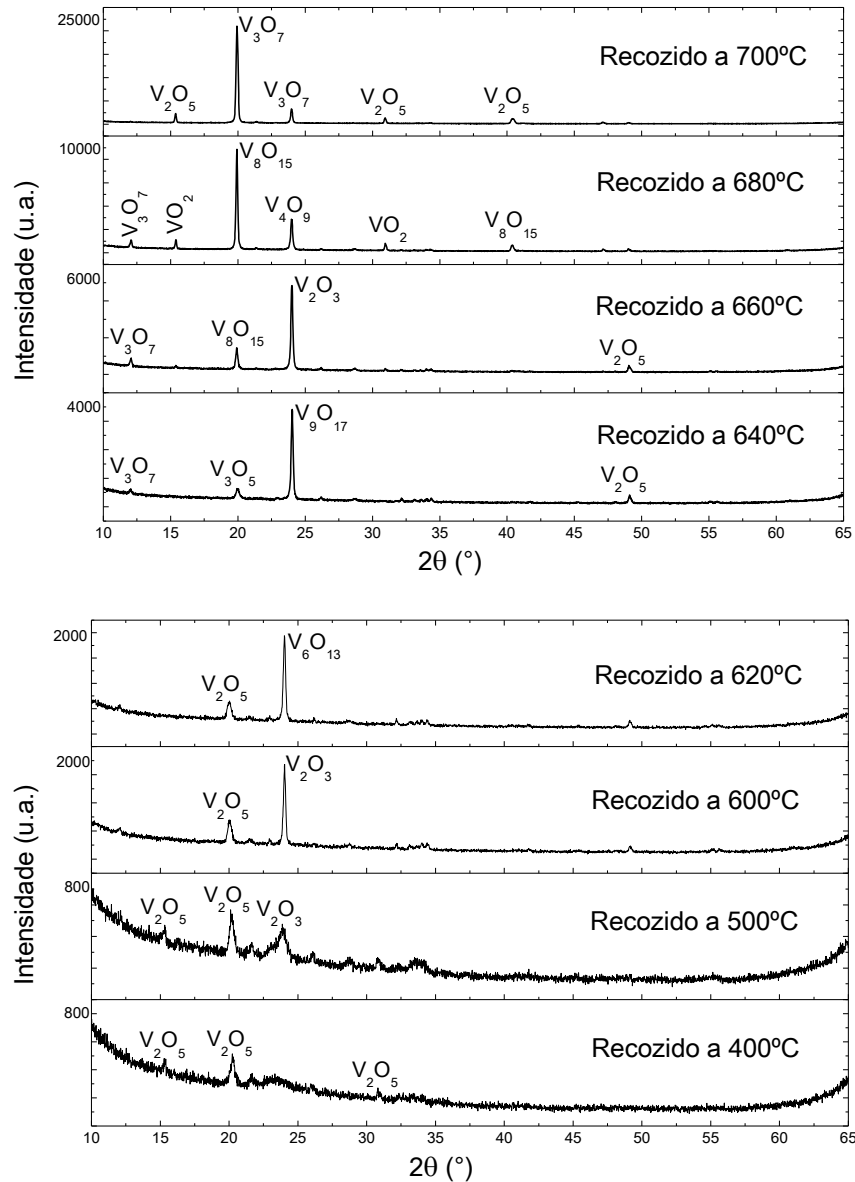 25000
V3O7
Recozido a 700ºC
V2O5
V3O7
V2O5
V2O5
10000
V8O15
Recozido a 680ºC
V3O7
VO2
V4O9
VO2
V8O15
6000
V2O3
Recozido a 660ºC
V3O7
V8O15
V2O5
4000
V9O17
Recozido a 640ºC
V3O7
V3O5
V2O5
10 15 20 25 30 35 40 45 50 55 60 65
2θ (°)
Intensidade (u.a.)
2000
V6O13
Recozido a 620ºC
V2O5
2000
V2O3
Recozido a 600ºC
V2O5
800
V2O5
V2O5
V2O3
Recozido a 500ºC
800
V2O5
V2O5
V2O5
Recozido a 400ºC
10 15 20 25 30 35 40 45 50 55 60 65
2θ (°)
Intensidade (u.a.)